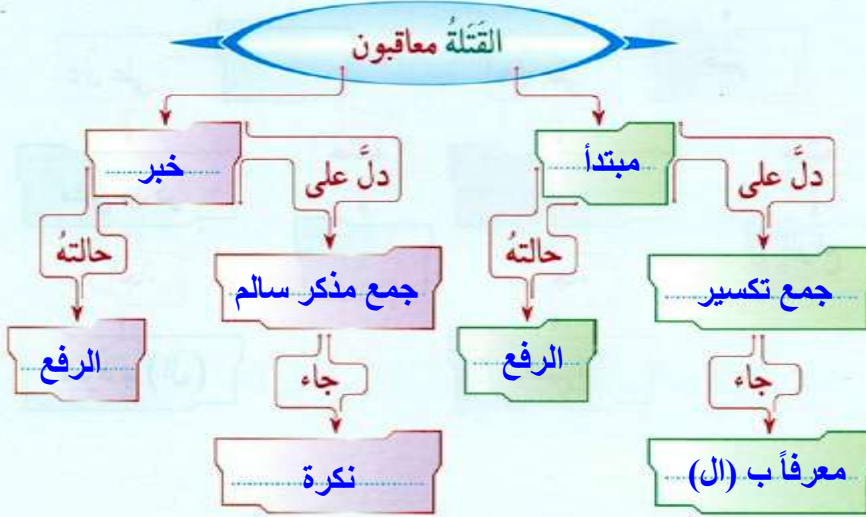 القَتَلةُ معاقبون
مبتدأ
دلَّ على
خبر
دلَّ على
حالتهُ
حالتهُ
جمع تكسير
جمع مذكر سالم
الرفع
الرفع
جاء
جاء
معرفاً ب (ال)
نكرة